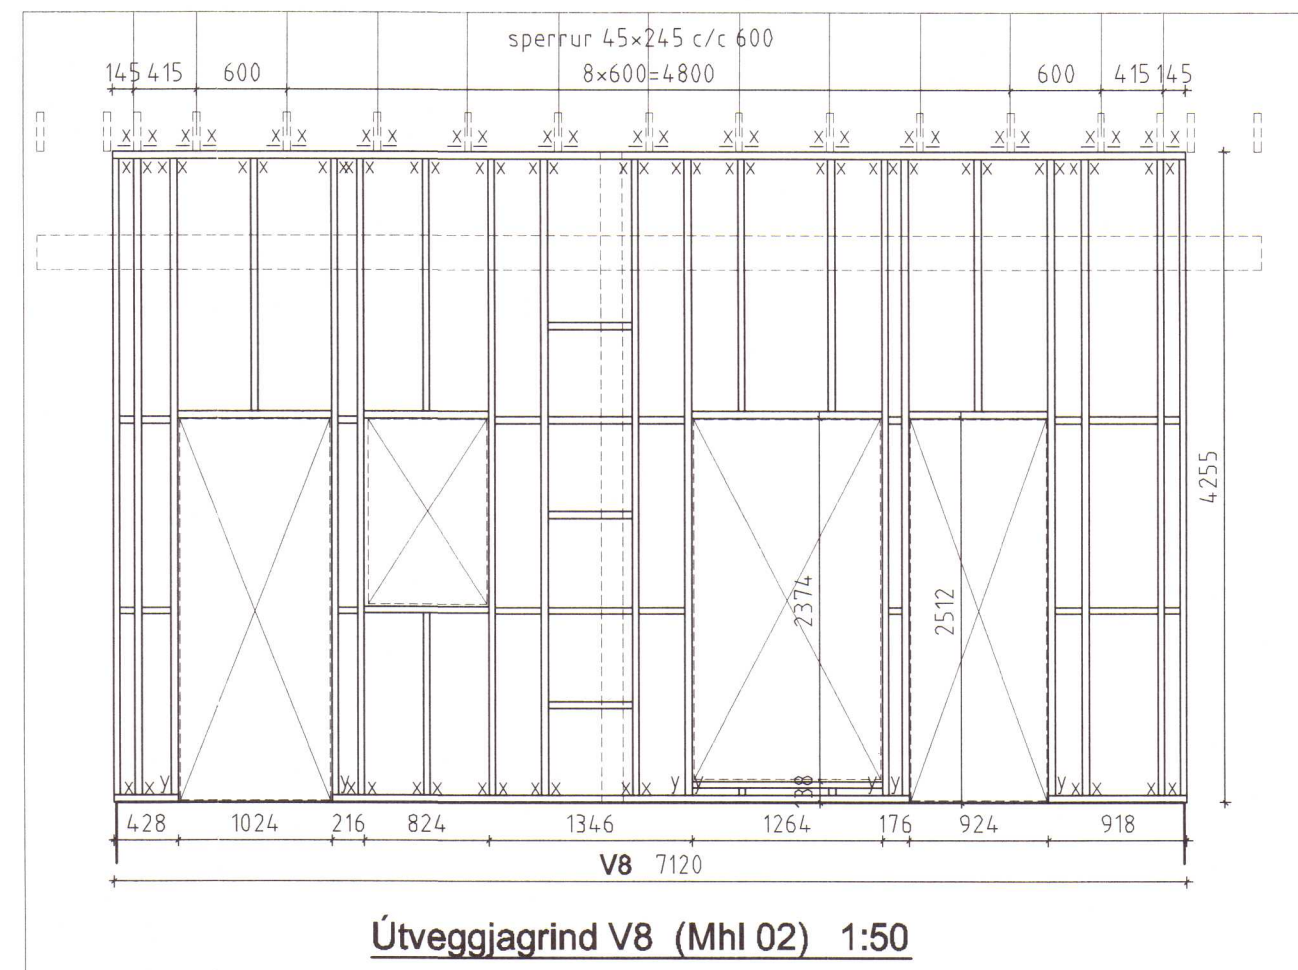 sperrur 45×245 c/c 600
145 415 600 8×600=4800 600 415 145
x x x x x x x x x x x x x x x x x x x x x x x x
x x x x x x x x x x x x x x x x x x x x x x x x x x x x
4255
2374
2512
138
x x y y x x x x x x x x y y y y y x x x
428 1024 216 824 1346 1264 176 924 918
V8 7120
Útveggjagrind V8 (Mhl 02) 1:50